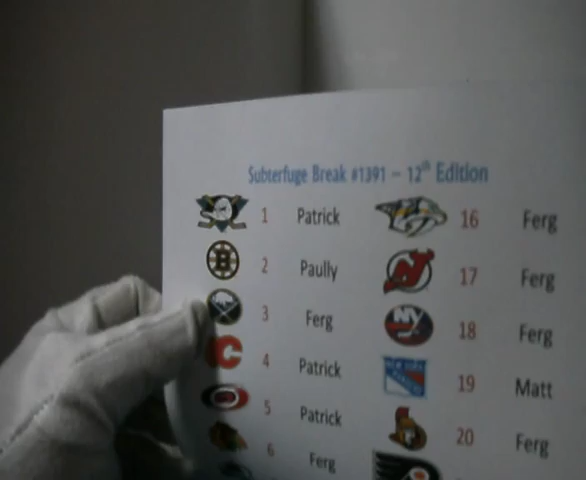 Subterfuge Break #1391 – 12th Edition
1 Patrick 16 Ferg
2 Paully 17 Ferg
3 Ferg 18 Ferg
4 Patrick 19 Matt
5 Patrick 20 Ferg
6 Ferg